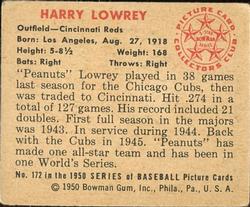 HARRY LOWREY
Outfield—Cincinnati Reds
Born: Los Angeles, Aug. 27, 1918
Height: 5-8½ Weight: 168
Bats: Right Throws: Right
PICTURE CARD
COLLECTORS CLUB
BOWMAN
"Peanuts" Lowrey played in 38 games
last season for the Chicago Cubs, then
was traded to Cincinnati. Hit .274 in a
total of 127 games. His record included 21
doubles. First full season in the majors
was 1943. In service during 1944. Back
with the Cubs in 1945. "Peanuts" has
made one all-star team and has been in
one World's Series.
No. 172 in the 1950 SERIES of BASEBALL Picture Cards
©1950 Bowman Gum, Inc., Phila., Pa., U. S. A.